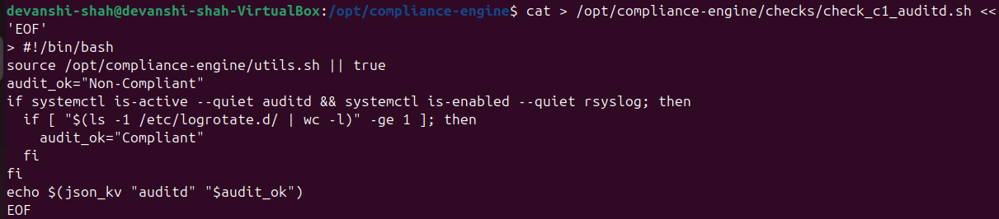 devanshi-shah@devanshi-shah-VirtualBox:/opt/compliance-engine$ cat > /opt/compliance-engine/checks/check_c1_auditd.sh <<
'EOF'
> #!/bin/bash
source /opt/compliance-engine/utils.sh || true
audit_ok="Non-Compliant"
if systemctl is-active --quiet auditd && systemctl is-enabled --quiet rsyslog; then
  if [ "$(ls -1 /etc/logrotate.d/ | wc -l)" -ge 1 ]; then
    audit_ok="Compliant"
  fi
fi
echo $(json_kv "auditd" "$audit_ok")
EOF